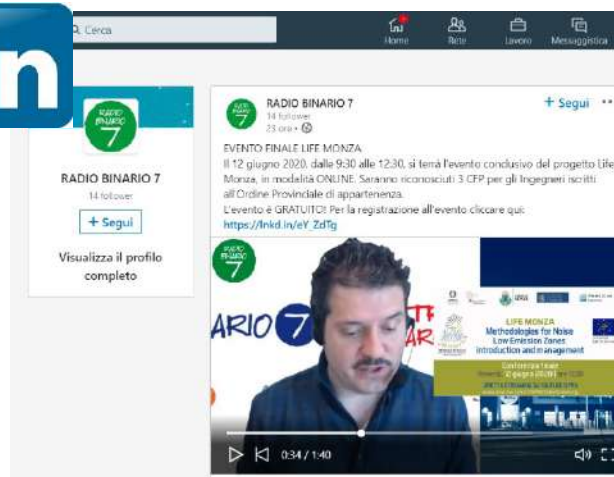 n
Cerca
Home
Rete
Lavoro
Messaggistica
RADIO
BINARIO
7
RADIO BINARIO 7
14 follower
+ Segui
Visualizza il profilo
completo
RADIO BINARIO 7
14 follower
23 ore
+ Segui
EVENTO FINALE LIFE MONZA
Il 12 giugno 2020, dalle 9:30 alle 12:30, si terrà l'evento conclusivo del progetto Life
Monza, in modalità ONLINE. Saranno riconosciuti 3 CFP per gli Ingegneri iscritti
all'Ordine Provinciale di appartenenza.
L'evento è GRATUITO! Per la registrazione all'evento cliccare qui:
https://lnkd.in/eY_ZdTg
7
ARIO 7
LIFE MONZA
Methodologies for Noise
Low Emission Zones
introduction and management
0:34 / 1:40